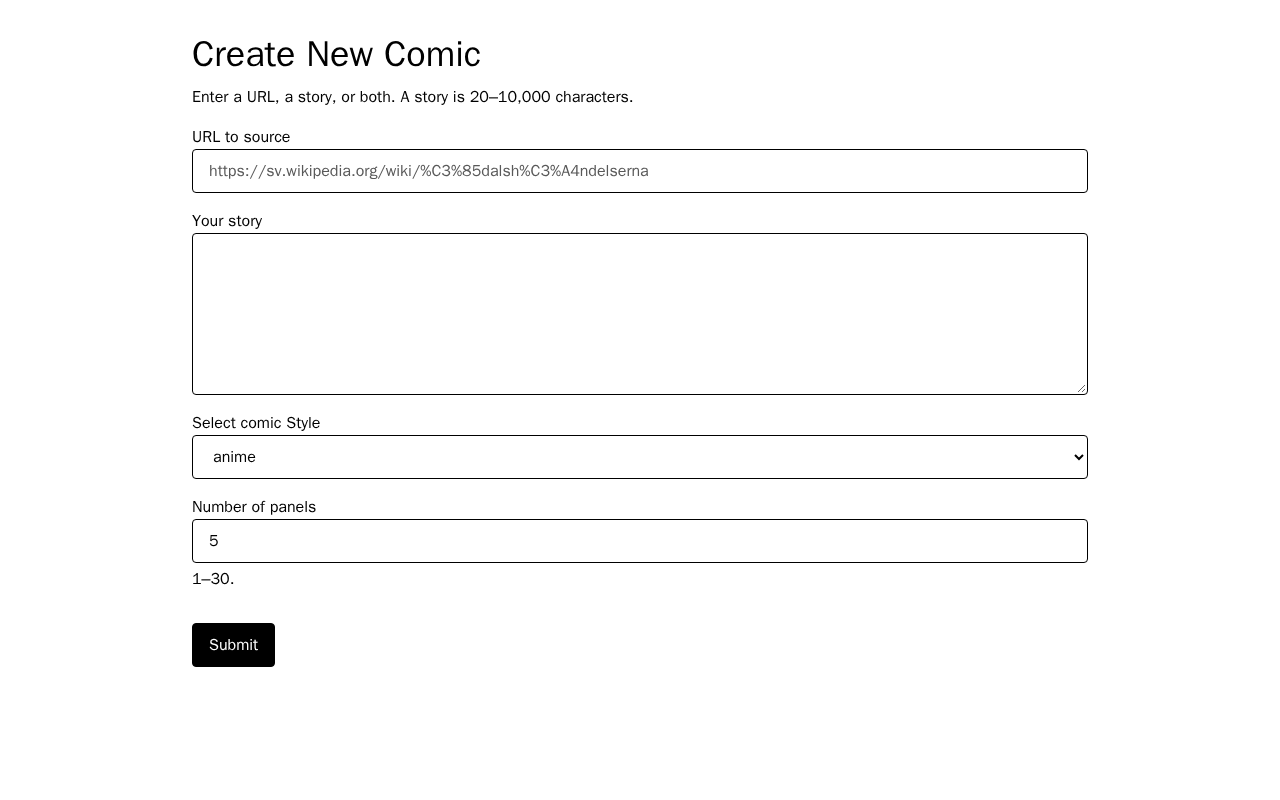 Create New Comic
Enter a URL, a story, or both. A story is 20–10,000 characters.
URL to source
https://sv.wikipedia.org/wiki/%C3%85dalsh%C3%A4ndelserna
Your story
Select comic Style
anime
Number of panels
5
1–30.
Submit